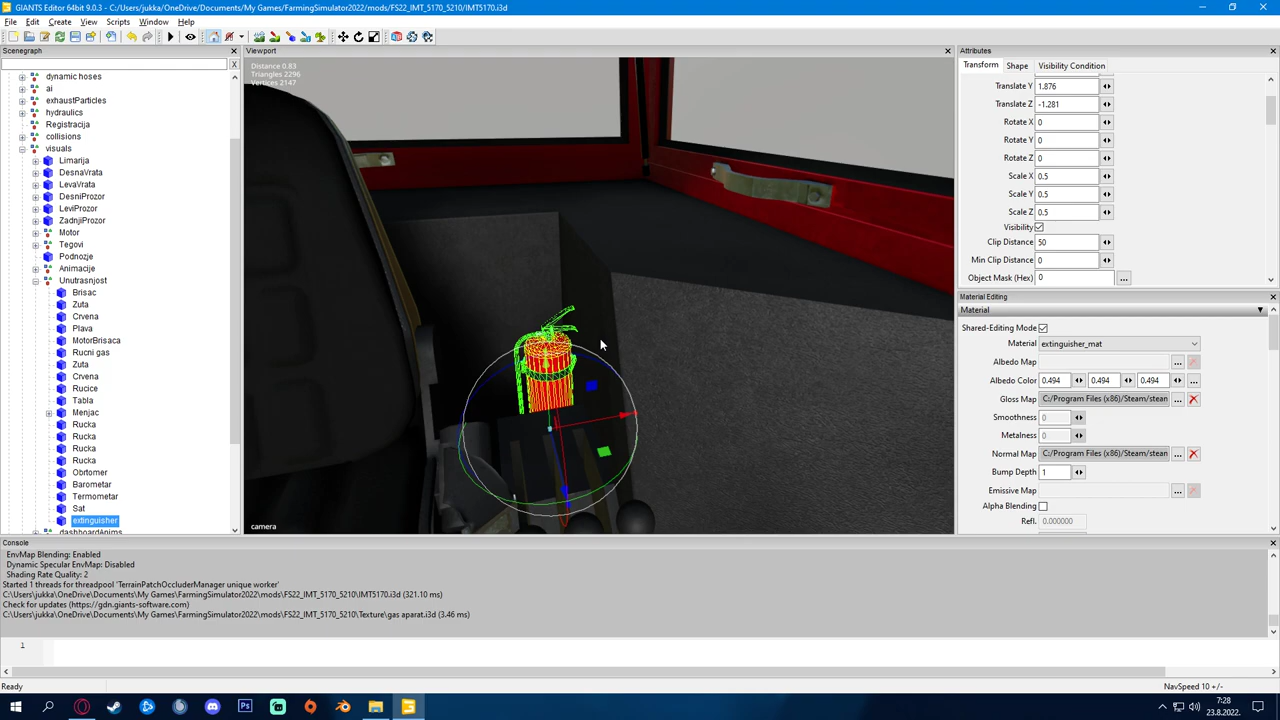 GIANTS Editor 64bit 9.0.3 - C:/Users/jukka/OneDrive/Documents/My Games/FarmingSimulator2022/mods/FS22_IMT_5170_5210/IMT5170.i3d
File Edit Create View Scripts Window Help
Scenegraph
X
dynamic hoses
ai
exhaustParticles
hydraulics
Registracija
collisions
visuals
Limarija
DesnaVrata
LevaVrata
DesniProzor
LeviProzor
ZadnjiProzor
Motor
Tegovi
Podnozje
Animacije
Unutrasnjost
Brisac
Zuta
Crvena
Plava
MotorBrisaca
Rucni gas
Zuta
Crvena
Rucice
Tabla
Menjac
Rucka
Rucka
Rucka
Rucka
Obrtomer
Barometar
Termometar
Sat
extinguisher
dashboardAnims
Viewport
Distance 0.83
Triangles 2296
Vertices 2147
camera
Attributes
Transform Shape Visibility Condition
Translate Y 1.876
Translate Z -1.281
Rotate X 0
Rotate Y 0
Rotate Z 0
Scale X 0.5
Scale Y 0.5
Scale Z 0.5
Visibility
Clip Distance 50
Min Clip Distance 0
Object Mask (Hex) 0 ...
Material Editing
Material
Shared-Editing Mode
Material extinguisher_mat
Albedo Map ...
Albedo Color 0.494 0.494 0.494 ...
Gloss Map C:/Program Files (x86)/Steam/stean ...
Smoothness 0
Metalness 0
Normal Map C:/Program Files (x86)/Steam/stean ...
Bump Depth 1
Emissive Map ...
Alpha Blending
Refl. 0.000000
Console
EnvMap Blending: Enabled
Dynamic Specular EnvMap: Disabled
Shading Rate Quality: 2
Started 1 threads for threadpool 'TerrainPatchOccluderManager unique worker'
C:\Users\jukka\OneDrive\Documents\My Games\FarmingSimulator2022\mods\FS22_IMT_5170_5210\IMT5170.i3d (321.10 ms)
Check for updates (https://gdn.giants-software.com)
C:\Users\jukka\OneDrive\Documents\My Games\FarmingSimulator2022\mods\FS22_IMT_5170_5210\Texture\gas aparat.i3d (3.46 ms)
1
Ready
NavSpeed 10 +/-
7:28
23.8.2022.